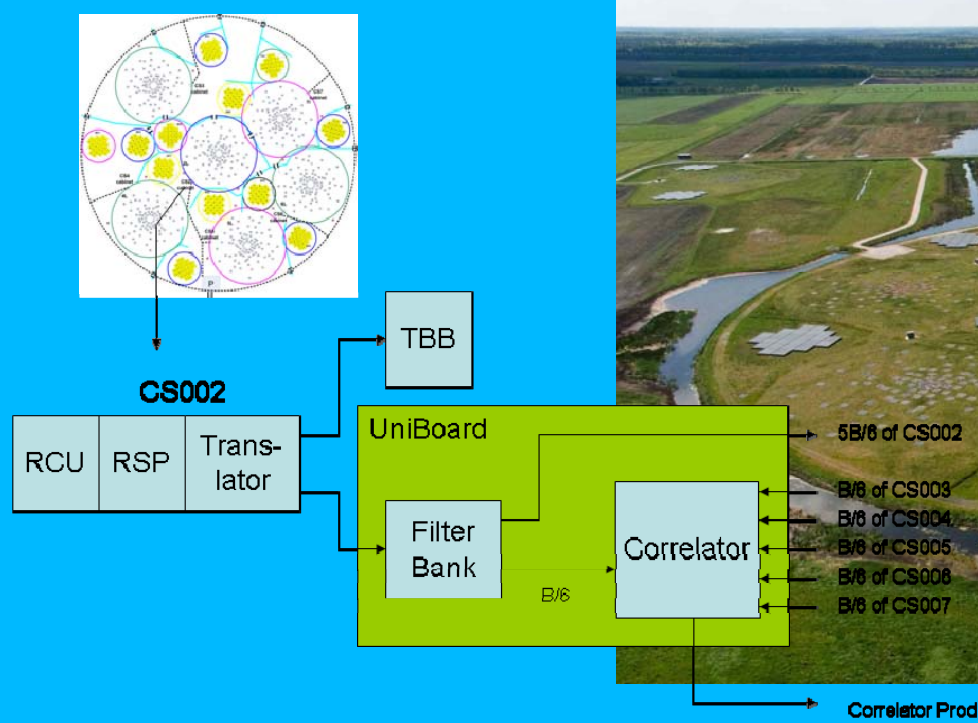 P
TBB
CS002
RCU
RSP
Trans-
lator
UniBoard
5B/6 of CS002
B/6 of CS003
B/6 of CS004
B/6 of CS005
B/6 of CS006
B/6 of CS007
Filter
Bank
B/6
Correlator
Correlator Prod